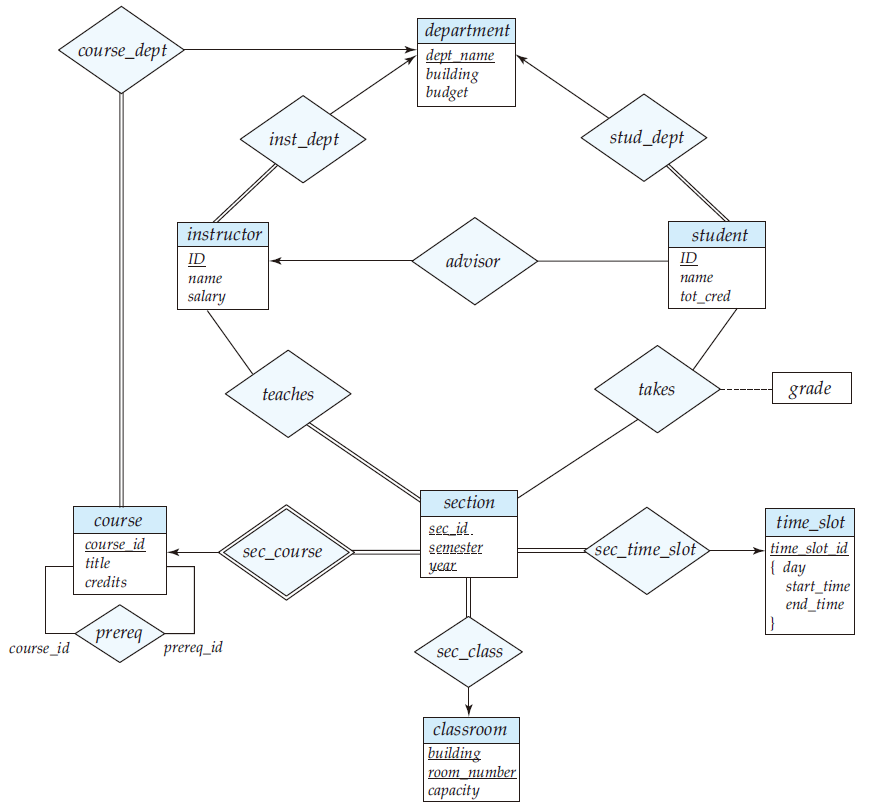 course_dept
department
dept_name
building
budget
inst_dept
stud_dept
instructor
ID
name
salary
advisor
student
ID
name
tot_cred
teaches
takes
grade
course
course_id
title
credits
sec_course
section
sec_id
semester
year
sec_time_slot
time_slot
time_slot_id
{ day
start_time
end_time
}
prereq
course_id
prereq_id
sec_class
classroom
building
room_number
capacity